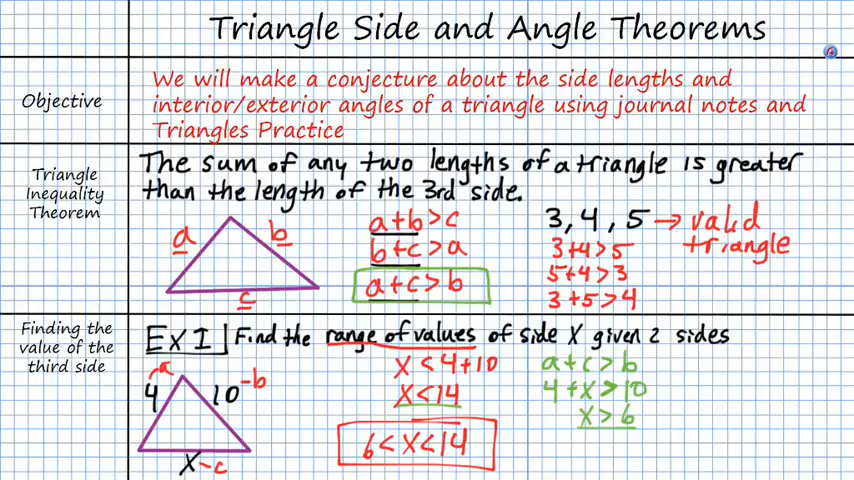 Triangle Side and Angle Theorems
Objective
We will make a conjecture about the side lengths and
interior/exterior angles of a triangle using journal notes and
Triangles Practice
Triangle
Inequality
Theorem
The sum of any two lengths of a triangle is greater
than the length of the 3rd side.
a
b
c
a+b>c
b+c>a
a+c>b
3, 4, 5 → valid
triangle
3+4>5
5+4>3
3+5>4
Finding the
value of the
third side
EX 1 Find the range of values of side X given 2 sides
4 -a
10 -b
X -c
X < 4+10
X < 14
6 < X < 14
a+c>b
4+X>10
X > 6